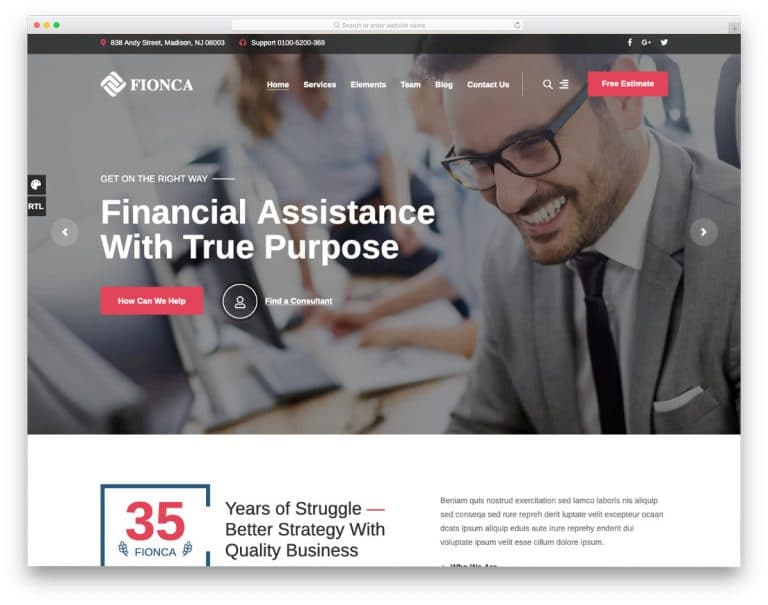 Search or enter website name
838 Andy Street, Madison, NJ 08003
Support 0100-5200-369
FIONCA
Home
Services
Elements
Team
Blog
Contact Us
Free Estimate
GET ON THE RIGHT WAY
RTL
Financial Assistance
With True Purpose
How Can We Help
Find a Consultant
35
FIONCA
Years of Struggle —
Better Strategy With
Quality Business
Beniam quis nostrud exercitation sed lamco laboris nis aliquip
sed conseqa sed rure repreh derit luptate velit excepteur ocaan
dcats ipsum aliquip eduis aute irure reprehy enderit dui
voluptate ipsum velit esse cillum dolore ipsum.
Who We Are